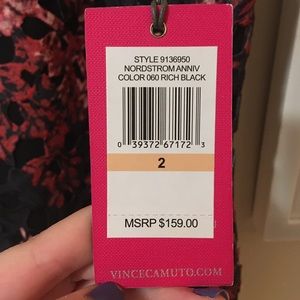 STYLE 9136950
NORDSTROM ANNIV
COLOR 060 RICH BLACK
0 39372 67172 3
2
MSRP $159.00
VINCECAMUTO.COM